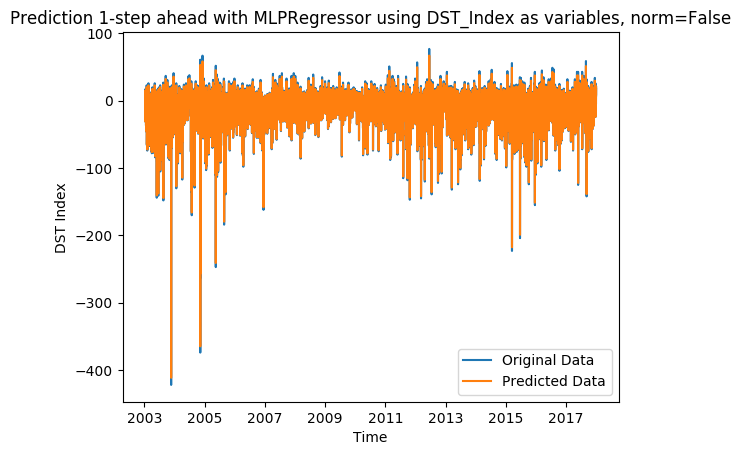 Prediction 1-step ahead with MLPRegressor using DST_Index as variables, norm=False
100
0
−100
−200
−300
−400
DST Index
Original Data
Predicted Data
2003 2005 2007 2009 2011 2013 2015 2017
Time